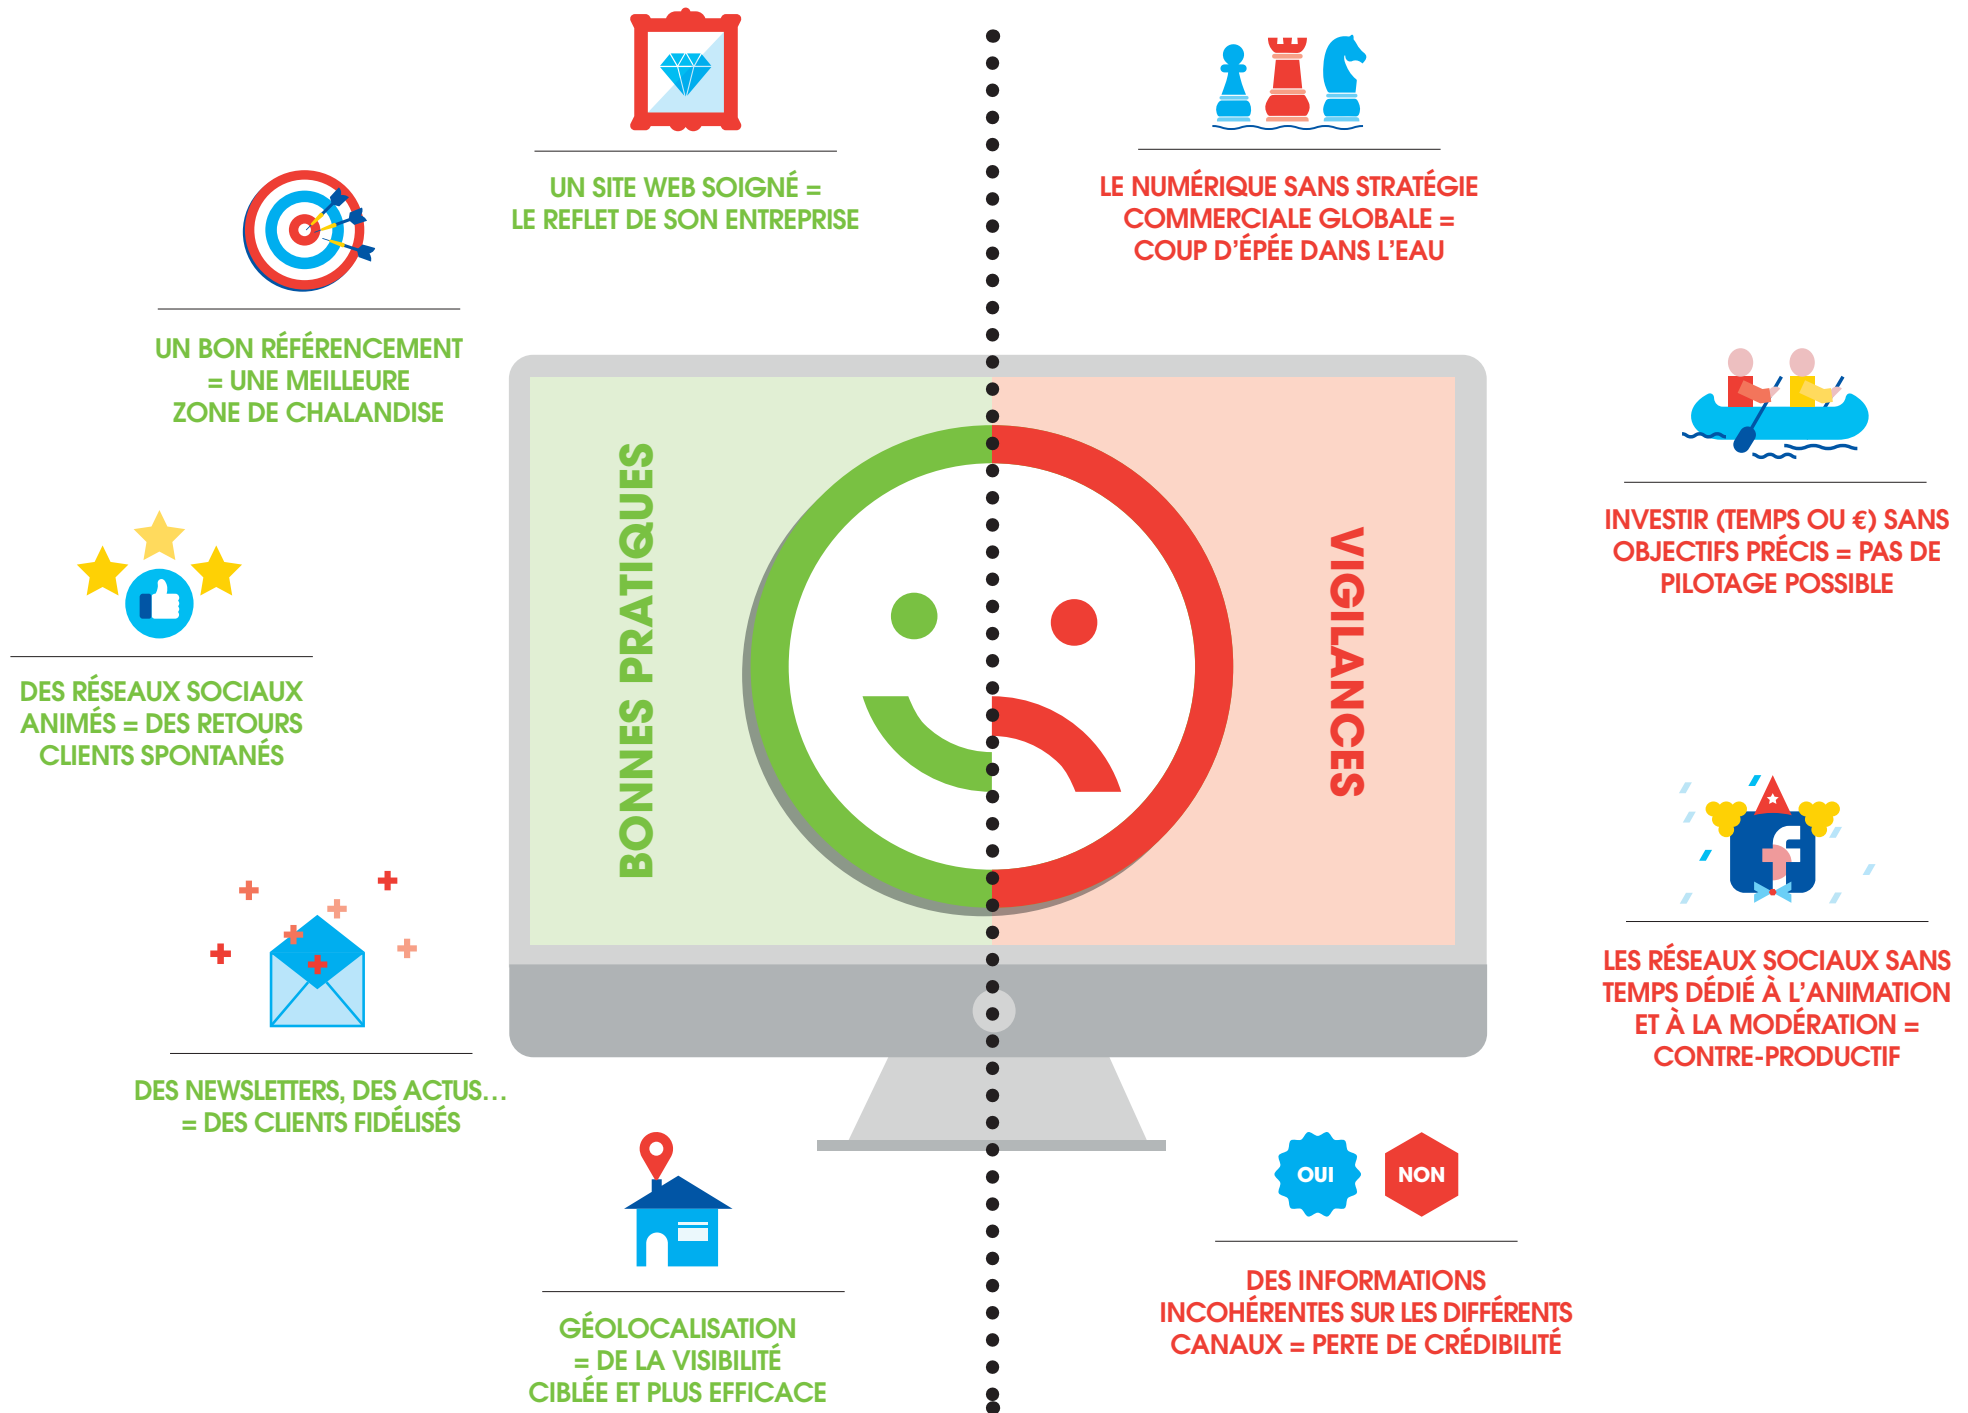 UN SITE WEB SOIGNÉ =
LE REFLET DE SON ENTREPRISE
UN BON RÉFÉRENCEMENT
= UNE MEILLEURE
ZONE DE CHALANDISE
DES RÉSEAUX SOCIAUX
ANIMÉS = DES RETOURS
CLIENTS SPONTANÉS
DES NEWSLETTERS, DES ACTUS...
= DES CLIENTS FIDÉLISÉS
GÉOLOCALISATION
= DE LA VISIBILITÉ
CIBLÉE ET PLUS EFFICACE
BONNES PRATIQUES
VIGILANCES
LE NUMÉRIQUE SANS STRATÉGIE
COMMERCIALE GLOBALE =
COUP D'ÉPÉE DANS L'EAU
INVESTIR (TEMPS OU €) SANS
OBJECTIFS PRÉCIS = PAS DE
PILOTAGE POSSIBLE
f
LES RÉSEAUX SOCIAUX SANS
TEMPS DÉDIÉ À L'ANIMATION
ET À LA MODÉRATION =
CONTRE-PRODUCTIF
OUI NON
DES INFORMATIONS
INCOHÉRENTES SUR LES DIFFÉRENTS
CANAUX = PERTE DE CRÉDIBILITÉ